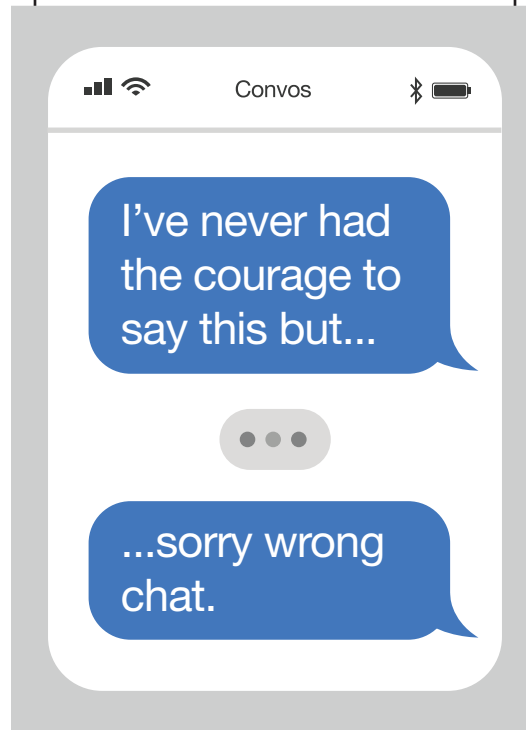 Convos
I've never had
the courage to
say this but...
...sorry wrong
chat.